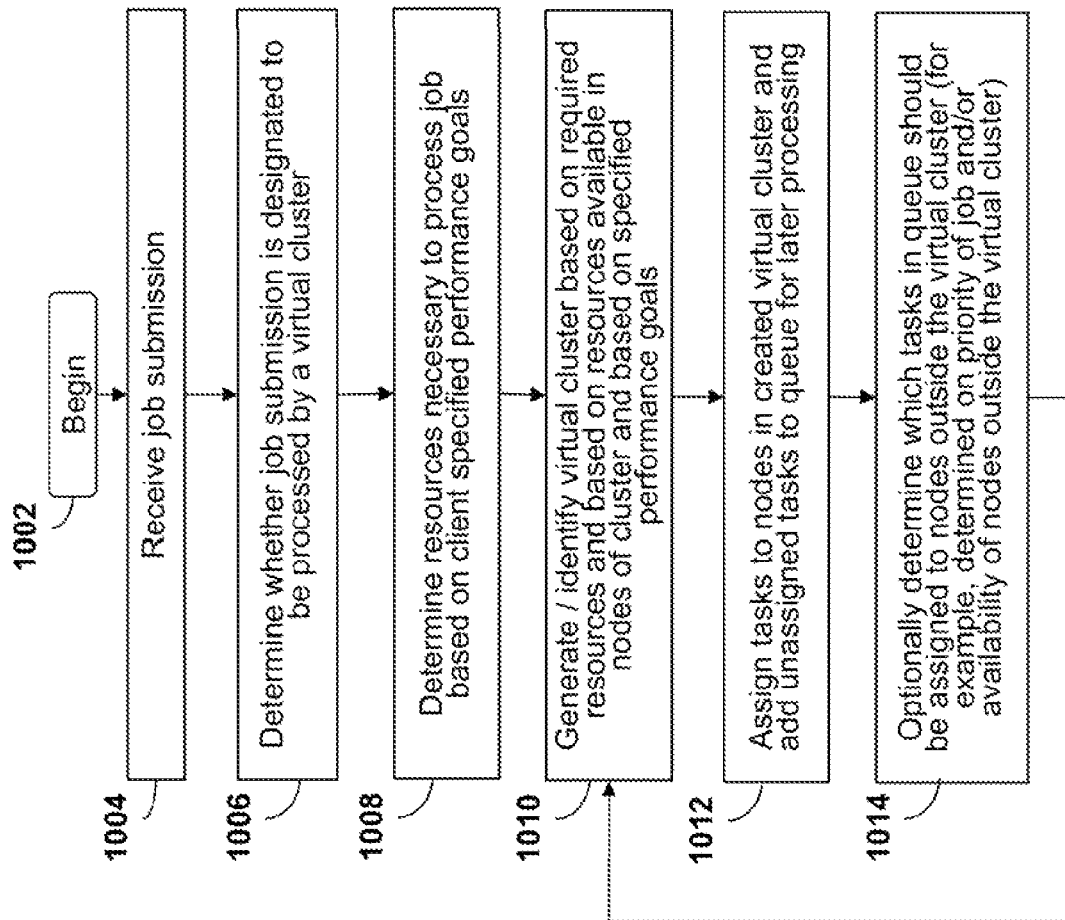 1002
Begin
1004
Receive job submission
1006
Determine whether job submission is designated to
be processed by a virtual cluster
1008
Determine resources necessary to process job
based on client specified performance goals
1010
Generate / identify virtual cluster based on required
resources and based on resources available in
nodes of cluster and based on specified
performance goals
1012
Assign tasks to nodes in created virtual cluster and
add unassigned tasks to queue for later processing
1014
Optionally determine which tasks in queue should
be assigned to nodes outside the virtual cluster (for
example, determined on priority of job and/or
availability of nodes outside the virtual cluster)